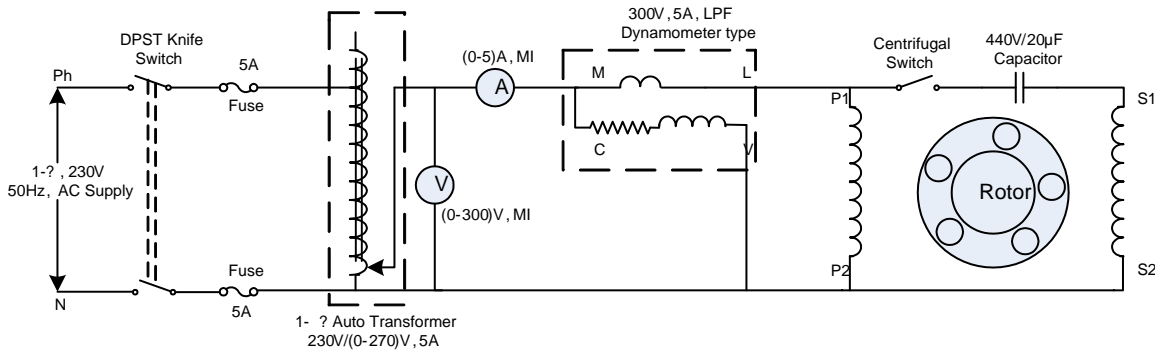 DPST Knife
Switch
Ph
5A
Fuse
1-?, 230V
50Hz, AC Supply
N
Fuse
5A
1- ? Auto Transformer
230V/(0-270)V, 5A
(0-5)A, MI
A
V
(0-300)V, MI
300V, 5A, LPF
Dynamometer type
M
L
C
V
P1
P2
Centrifugal
Switch
440V/20µF
Capacitor
Rotor
S1
S2